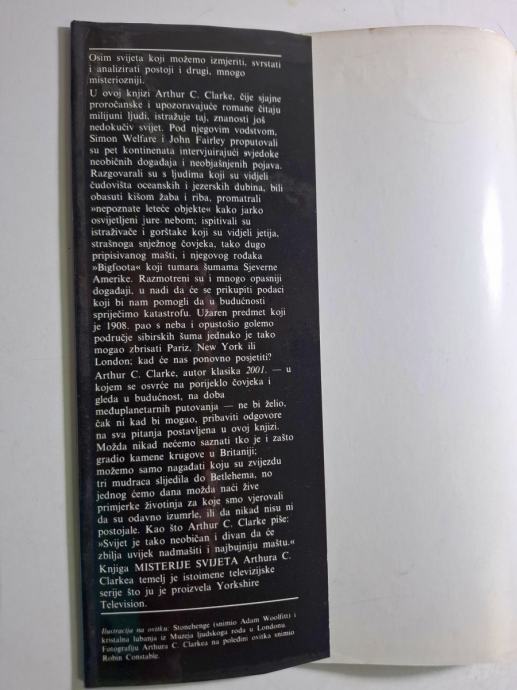 Osim svijeta koji možemo izmjeriti, svrstati
i analizirati postoji i drugi, mnogo
misteriozniji.
U ovoj knjizi Arthur C. Clarke, čije sjajne
proročanske i upozoravajuće romane čitaju
milijuni ljudi, istražuje taj, znanosti još
nedokučiv svijet. Pod njegovim vodstvom,
Simon Welfare i John Fairley proputovali
su pet kontinenata intervjuirajući svjedoke
neobičnih događaja i neobjašnjenih pojava.
Razgovarali su s ljudima koji su vidjeli
čudovišta oceanskih i jezerskih dubina, bili
obasuti kišom žaba i riba, promatrali
»nepoznate leteće objekte« kako jarko
osvijetljeni jure nebom; ispitivali su
istraživače i gorštake koji su vidjeli jetija,
strašnoga snježnog čovjeka, tako dugo
pripisivanog mašti, i njegovog rođaka
»Bigfoota« koji tumara šumama Sjeverne
Amerike. Razmotreni su i mnogo opasniji
događaji, u nadi da će se prikupiti podaci
koji bi nam pomogli da u budućnosti
spriječimo katastrofu. Užaren predmet koji
je 1908. pao s neba i opustošio golemo
područje sibirskih šuma jednako je tako
mogao zbrisati Pariz, New York ili
London; kad će nas ponovno posjetiti?
Arthur C. Clarke, autor klasika 2001. — u
kojem se osvrće na porijeklo čovjeka i
gleda u budućnost, na doba
međuplanetarnih putovanja — ne bi želio,
čak ni kad bi mogao, pribaviti odgovore
na sva pitanja postavljena u ovoj knjizi.
Možda nikad nećemo saznati tko je i zašto
gradio kamene krugove u Britaniji;
možemo samo nagađati koju su zvijezdu
tri mudraca slijedila do Betlehema, no
jednog ćemo dana možda naći žive
primjerke životinja za koje smo vjerovali
da su odavno izumrle, ili da nikad nisu ni
postojale. Kao što Arthur C. Clarke piše:
»Svijet je tako neobičan i divan da će
zbilja uvijek nadmašiti i najbujniju maštu.«
Knjiga MISTERIJE SVIJETA Arthura C.
Clarkea temelj je istoimene televizijske
serije što ju je proizvela Yorkshire
Television.
Ilustracija na ovitku: Stonehenge (snimio Adam Woolfitt) i
kristalna lubanja iz Muzeja ljudskoga roda u Londonu.
Fotografiju Arthura C. Clarkea na poleđini ovitka snimio
Robin Constable.